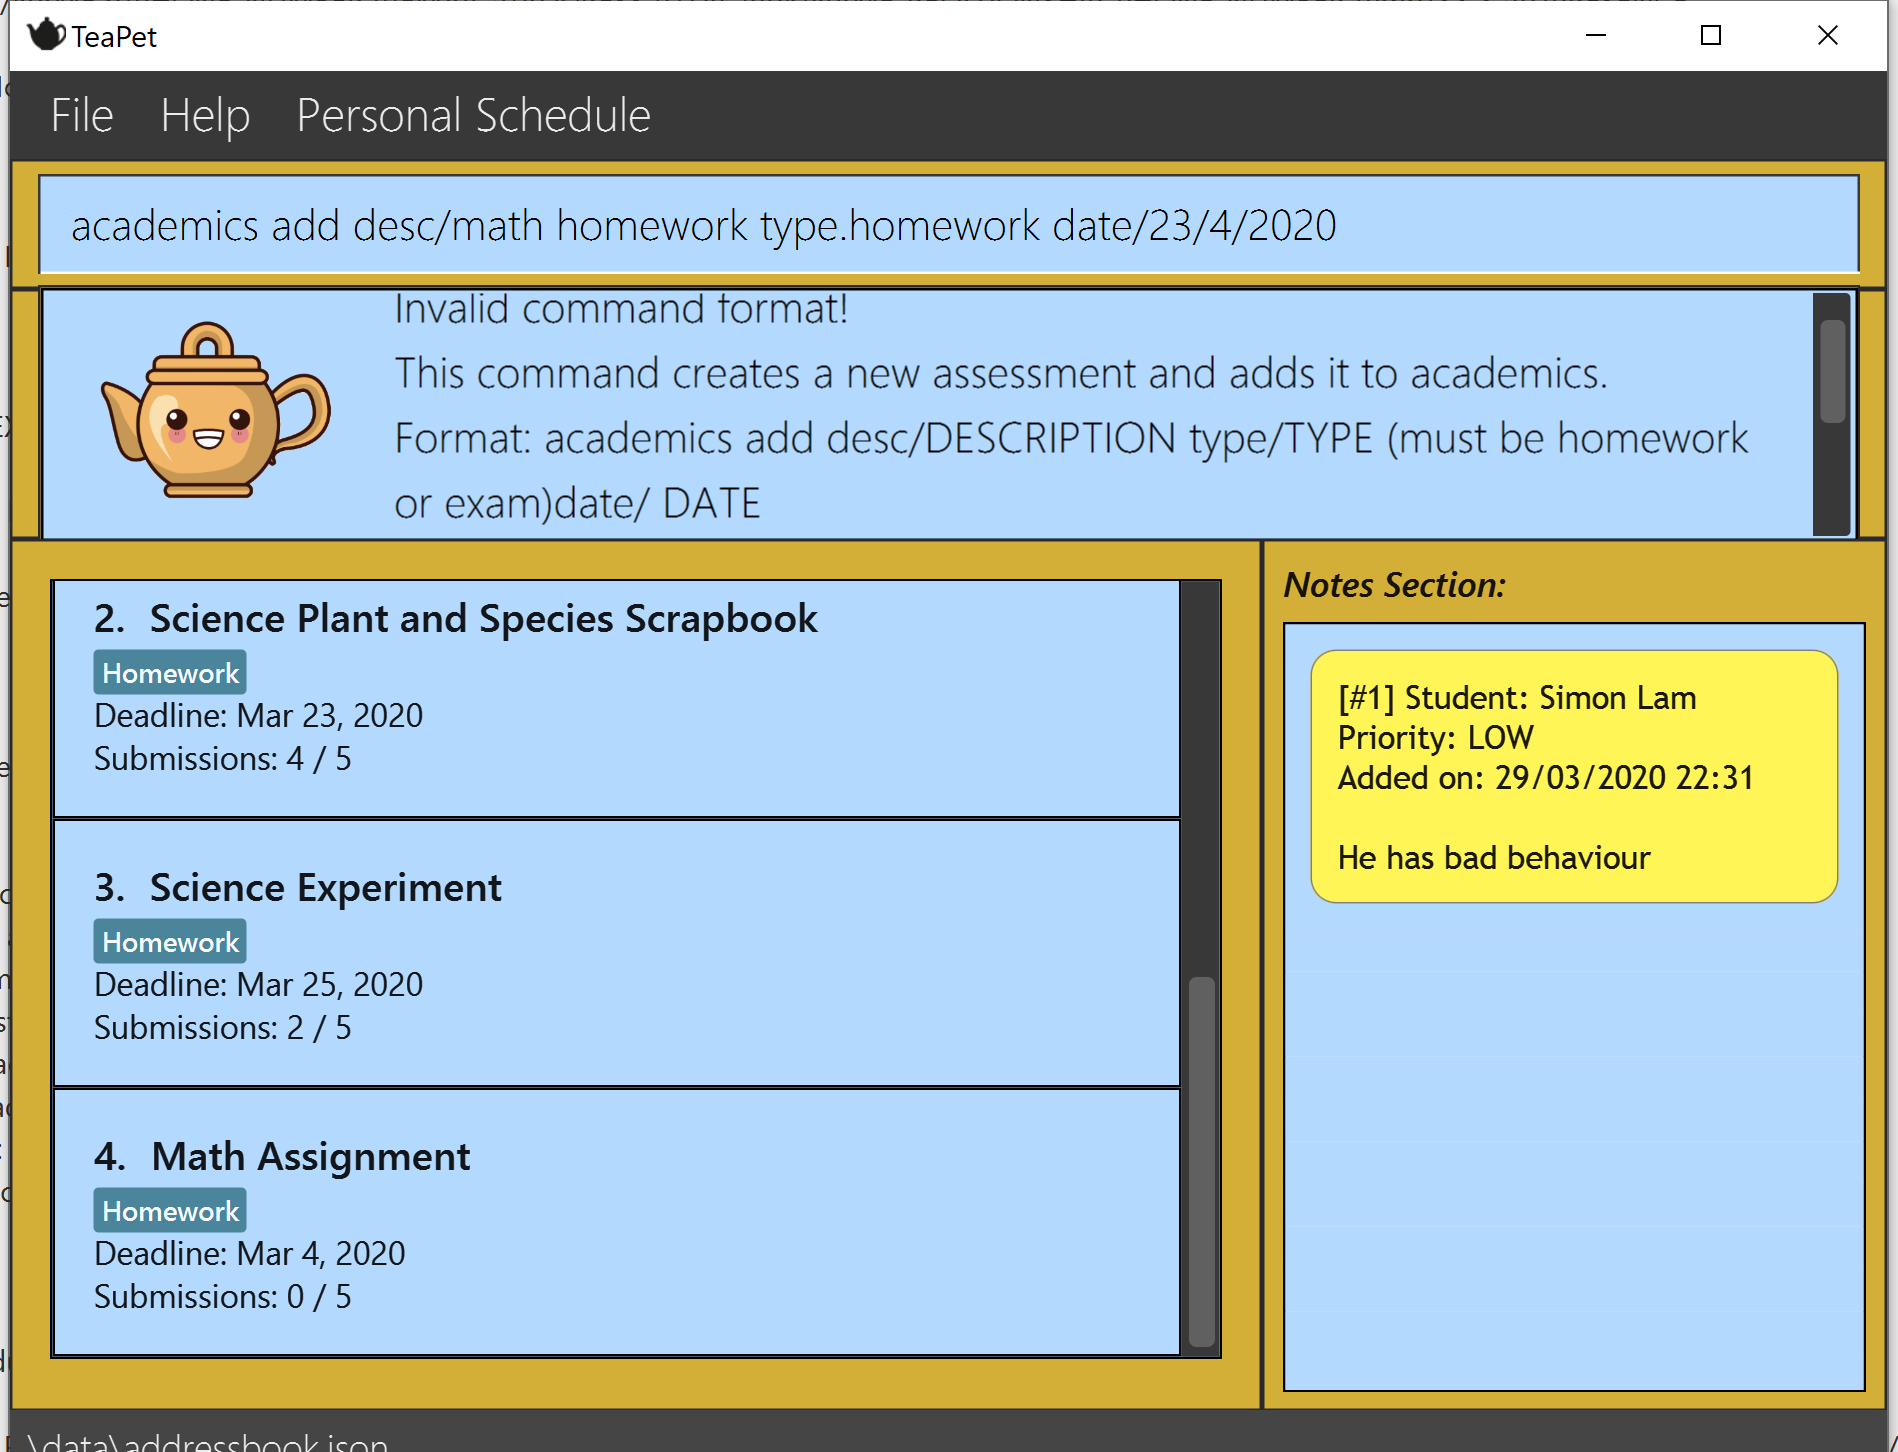 TeaPet
File Help Personal Schedule
academics add desc/math homework type.homework date/23/4/2020
Invalid command format!
This command creates a new assessment and adds it to academics.
Format: academics add desc/DESCRIPTION type/TYPE (must be homework
or exam)date/ DATE
2. Science Plant and Species Scrapbook
Homework
Deadline: Mar 23, 2020
Submissions: 4 / 5
3. Science Experiment
Homework
Deadline: Mar 25, 2020
Submissions: 2 / 5
4. Math Assignment
Homework
Deadline: Mar 4, 2020
Submissions: 0 / 5
Notes Section:
[#1] Student: Simon Lam
Priority: LOW
Added on: 29/03/2020 22:31
He has bad behaviour
\data\addressbook.json